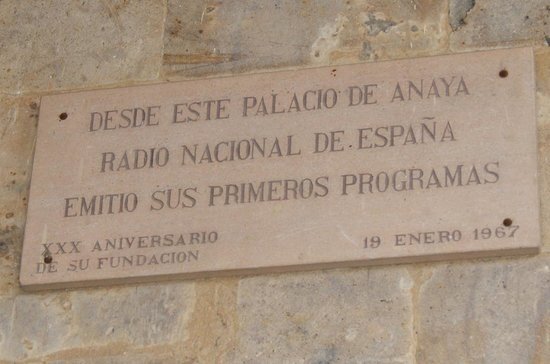 DESDE ESTE PALACIO DE ANAYA
RADIO NACIONAL DE ESPAÑA
EMITIO SUS PRIMEROS PROGRAMAS
XXX ANIVERSARIO
DE SU FUNDACION
19 ENERO 1967